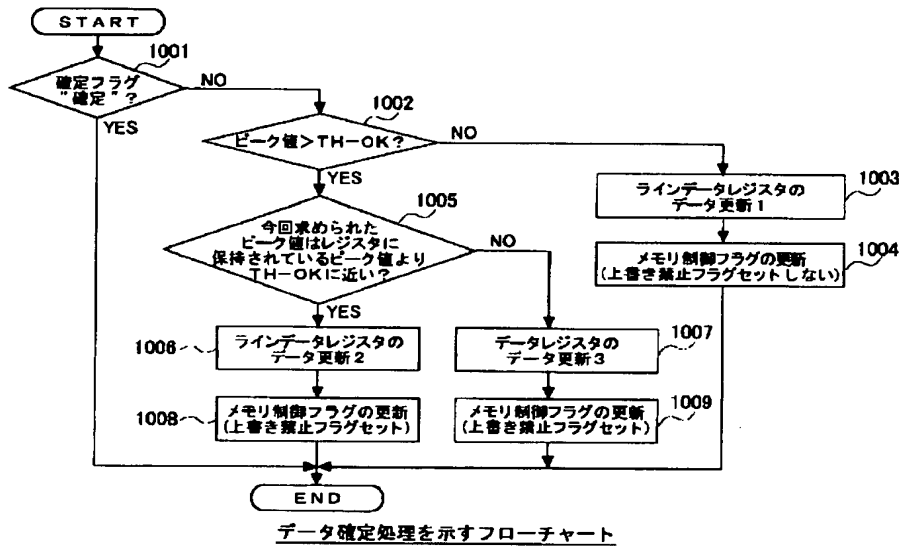 START
1001
確定フラグ
"確定"?
NO
YES
1002
ピーク値>TH-OK?
NO
YES
1003
ラインデータレジスタの
データ更新1
1004
メモリ制御フラグの更新
(上書き禁止フラグセットしない)
1005
今回求められた
ピーク値はレジスタに
保持されているピーク値より
TH-OKに近い?
NO
YES
1006
ラインデータレジスタの
データ更新2
1007
データレジスタの
データ更新3
1008
メモリ制御フラグの更新
(上書き禁止フラグセット)
1009
メモリ制御フラグの更新
(上書き禁止フラグセット)
END
データ確定処理を示すフローチャート